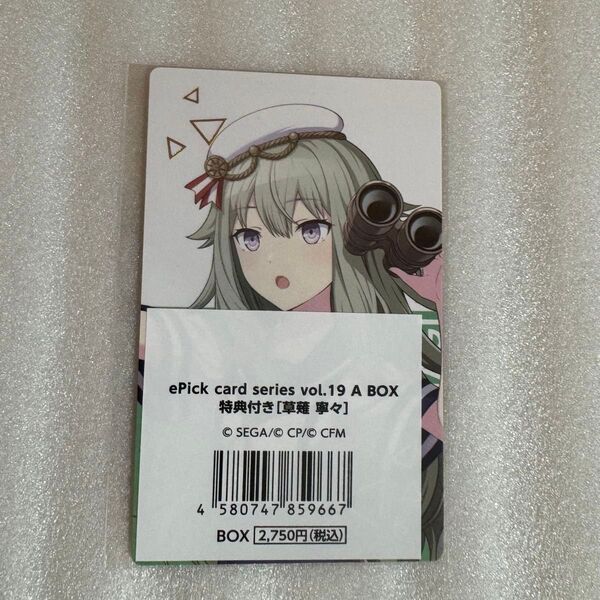 ePick card series vol.19 A BOX
特典付き[草薙 寧々]
© SEGA/© CP/© CFM
4 580747 859667
BOX 2,750円(税込)